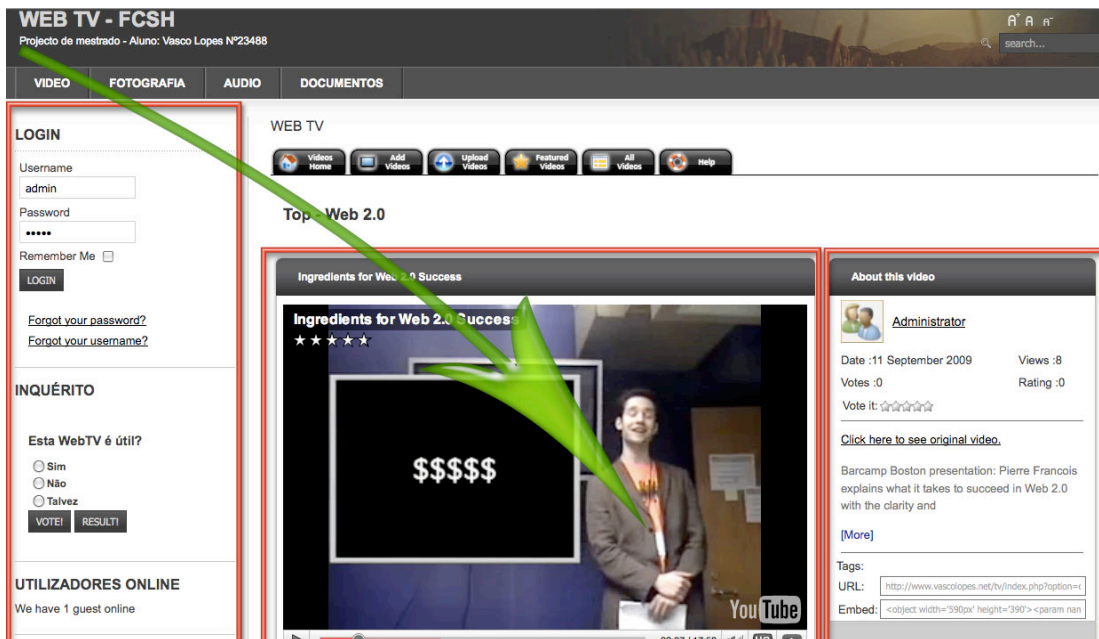 WEB TV - FCSH
Projecto de mestrado - Aluno: Vasco Lopes Nº23488
A+ A A-
search...
VIDEO FOTOGRAFIA AUDIO DOCUMENTOS
LOGIN
Username
admin
Password
•••••
Remember Me
LOGIN
Forgot your password?
Forgot your username?
INQUÉRITO
Esta WebTV é útil?
Sim
Não
Talvez
VOTE! RESULT!
UTILIZADORES ONLINE
We have 1 guest online
WEB TV
Videos Home
Add Videos
Upload Videos
Featured Videos
All Videos
Help
Top - Web 2.0
Ingredients for Web 2.0 Success
Ingredients for Web 2.0 Success
$$$$$
YouTube
HQ
About this video
Administrator
Date :11 September 2009 Views :8
Votes :0 Rating :0
Vote it:
Click here to see original video.
Barcamp Boston presentation: Pierre Francois
explains what it takes to succeed in Web 2.0
with the clarity and
[More]
Tags:
URL: http://www.vascolopes.net/tv/index.php?option=c
Embed: <object width='590px' height='390'><param nan